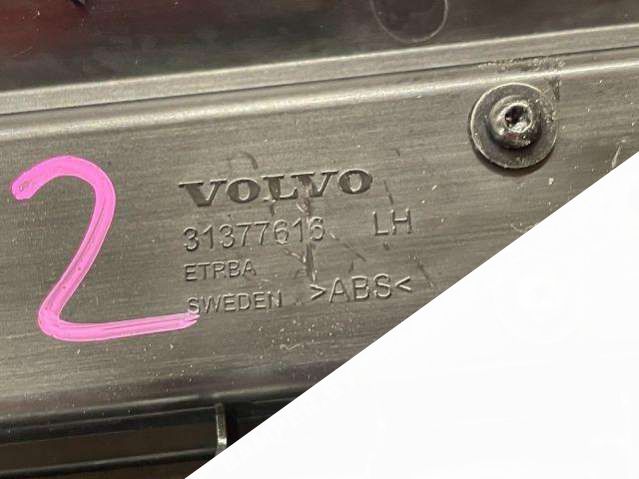 2
VOLVO
31377616 LH
ETRBA
SWEDEN >ABS<